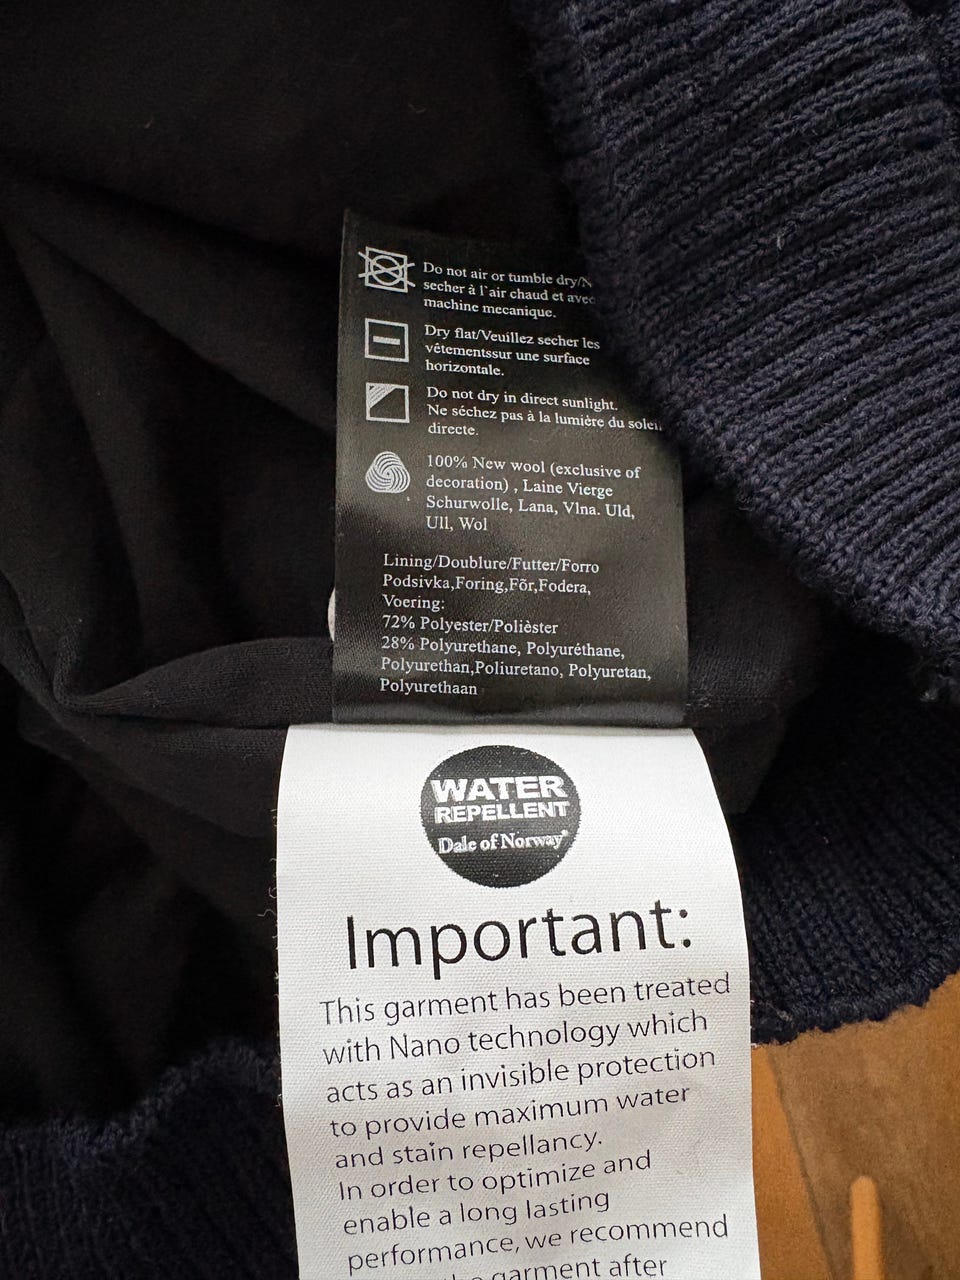 Do not air or tumble dry/N
secher à l'air chaud et avec
machine mecanique.
Dry flat/Veuillez secher les
vêtementssur une surface
horizontale.
Do not dry in direct sunlight.
Ne séchez pas à la lumière du soleil
directe.
100% New wool (exclusive of
decoration) , Laine Vierge
Schurwolle, Lana, Vlna. Uld,
Ull, Wol
Lining/Doublure/Futter/Forro
Podsivka,Foring,Fõr,Fodera,
Voering:
72% Polyester/Polièster
28% Polyurethane, Polyuréthane,
Polyurethan,Poliuretano, Polyuretan,
Polyurethaan
WATER
REPELLENT
Dale of Norway®
Important:
This garment has been treated
with Nano technology which
acts as an invisible protection
to provide maximum water
and stain repellancy.
In order to optimize and
enable a long lasting
performance, we recommend
the garment after